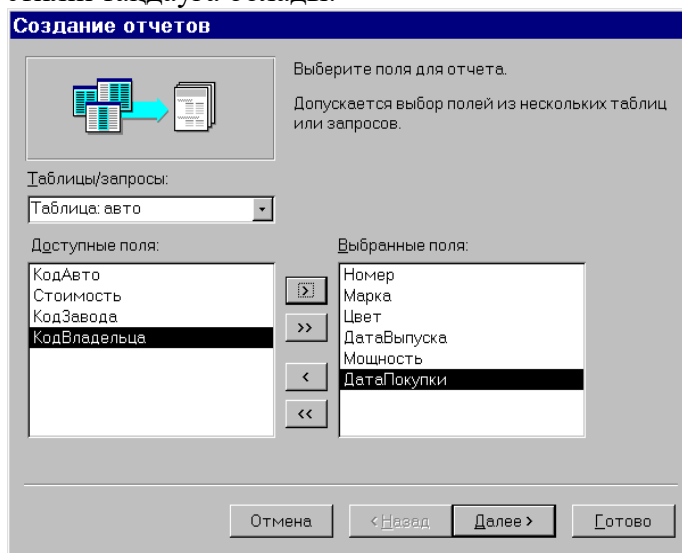 Создание отчетов
Выберите поля для отчета.
Допускается выбор полей из нескольких таблиц
или запросов.
Таблицы/запросы:
Таблица: авто
Доступные поля:
Выбранные поля:
КодАвто
Стоимость
КодЗавода
КодВладельца
>
>>
<
<<
Номер
Марка
Цвет
ДатаВыпуска
Мощность
ДатаПокупки
Отмена
< Назад
Далее >
Готово